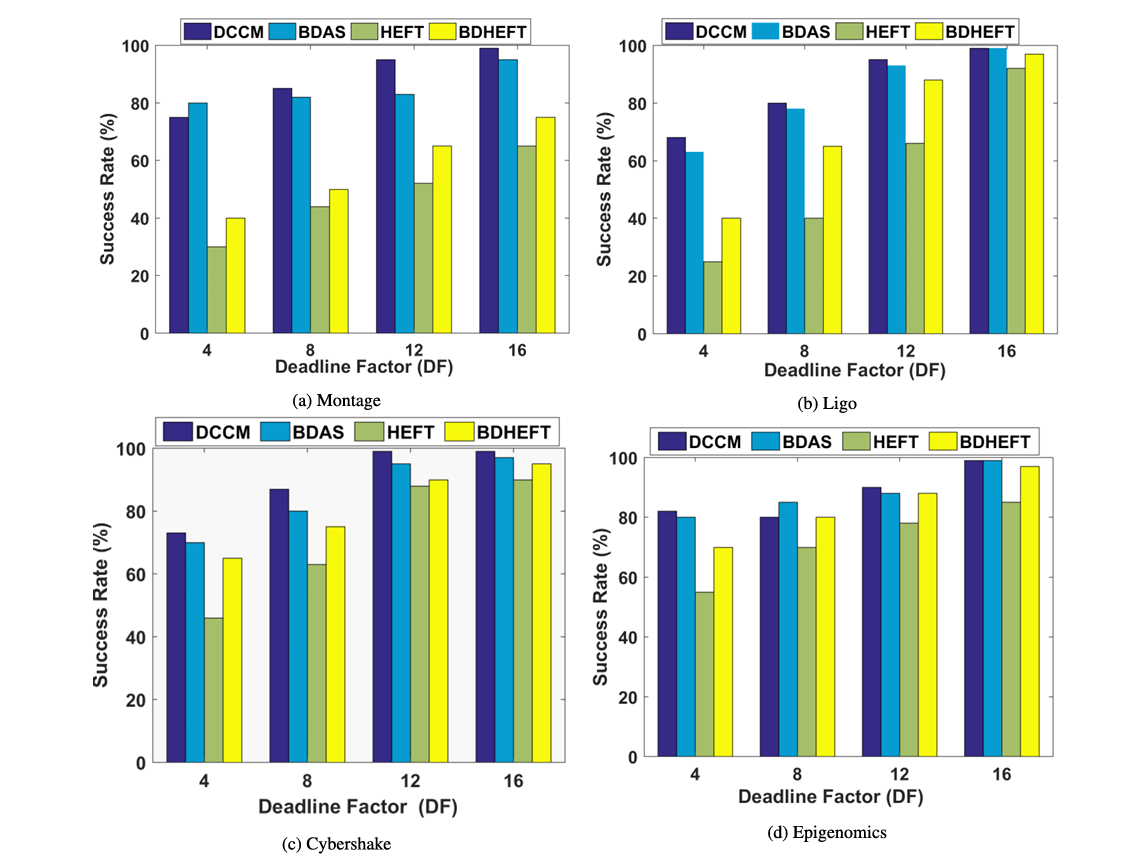 DCCM BDAS HEFT BDHEFT
100
80
60
40
20
0
Success Rate (%)
4 8 12 16
Deadline Factor (DF)
(a) Montage
DCCM BDAS HEFT BDHEFT
100
80
60
40
20
0
Success Rate (%)
4 8 12 16
Deadline Factor (DF)
(b) Ligo
DCCM BDAS HEFT BDHEFT
100
80
60
40
20
0
Success Rate (%)
4 8 12 16
Deadline Factor (DF)
(c) Cybershake
DCCM BDAS HEFT BDHEFT
100
80
60
40
20
0
Success Rate (%)
4 8 12 16
Deadline Factor (DF)
(d) Epigenomics